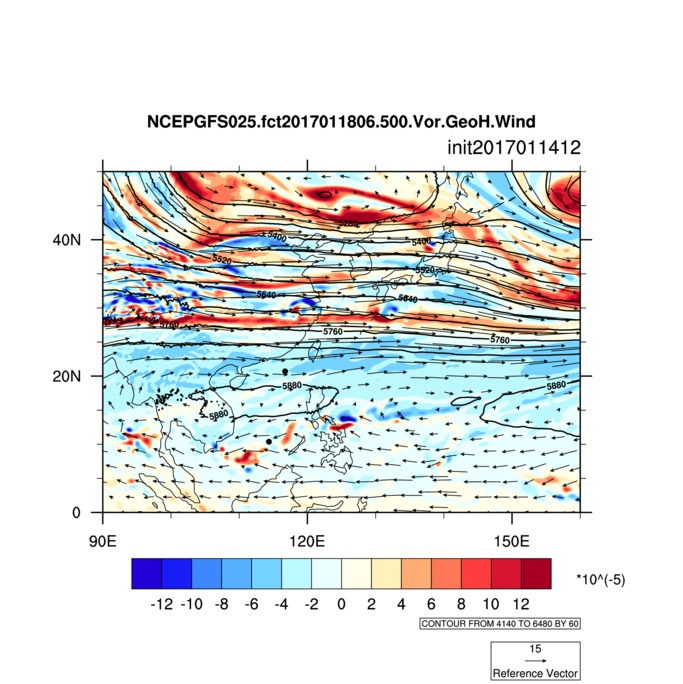 NCEPGFS025.fct2017011806.500.Vor.GeoH.Wind
init2017011412
5280
5400
5400
40N
5520
5520
5640
5640
5760
5760
5760
20N
5880
5880
5880
0
90E 120E 150E
-12 -10 -8 -6 -4 -2 0 2 4 6 8 10 12
*10^(-5)
CONTOUR FROM 4140 TO 6480 BY 60
15
Reference Vector